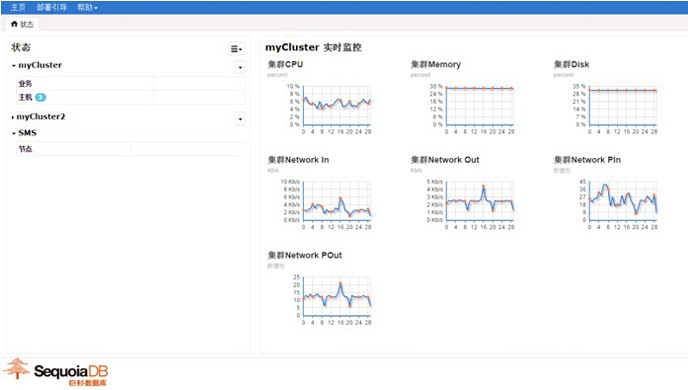 主页 部署引导 帮助
状态
状态
myCluster
业务
主机 3
myCluster2
SMS
节点
myCluster 实时监控
集群CPU
percent
10 %
8 %
6 %
4 %
2 %
0 %
0 4 8 12 16 20 24 28
集群Memory
percent
30 %
24 %
18 %
12 %
6 %
0 %
0 4 8 12 16 20 24 28
集群Disk
percent
35 %
28 %
21 %
14 %
7 %
0 %
0 4 8 12 16 20 24 28
集群Network In
Kb/s
10 Kb/s
8 Kb/s
6 Kb/s
4 Kb/s
2 Kb/s
0 Kb/s
0 4 8 12 16 20 24 28
集群Network Out
Kb/s
5 Kb/s
4 Kb/s
3 Kb/s
2 Kb/s
1 Kb/s
0 Kb/s
0 4 8 12 16 20 24 28
集群Network PIn
数据包
45
36
27
18
9
0
0 4 8 12 16 20 24 28
集群Network POut
数据包
25
20
15
10
5
0
0 4 8 12 16 20 24 28
SequoiaDB
巨杉数据库